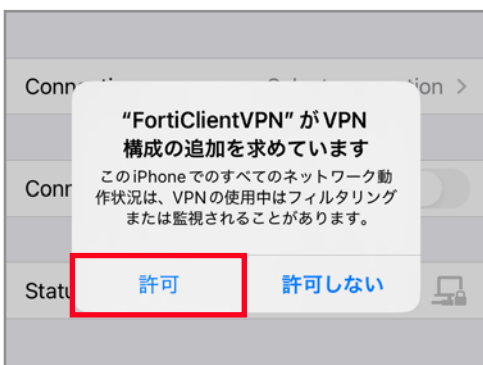 Conn
ion >
“FortiClientVPN” がVPN
構成の追加を求めています
このiPhoneでのすべてのネットワーク動
作状況は、VPNの使用中はフィルタリング
または監視されることがあります。
Conr
許可
許可しない
Statu